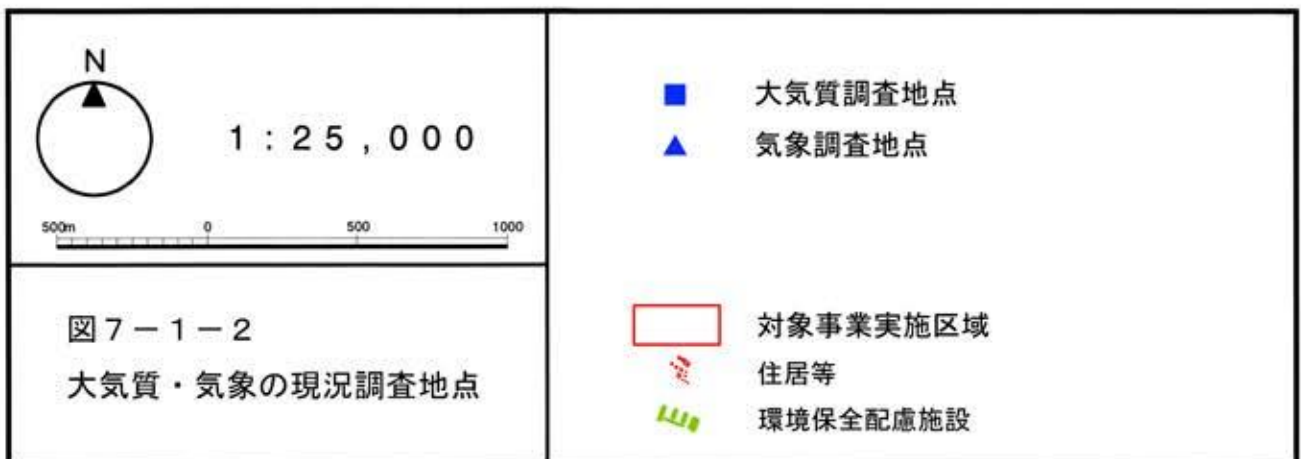 N
1:25,000
500m 0 500 1000
図7-1-2
大気質・気象の現況調査地点
大気質調査地点
気象調査地点
対象事業実施区域
住居等
環境保全配慮施設